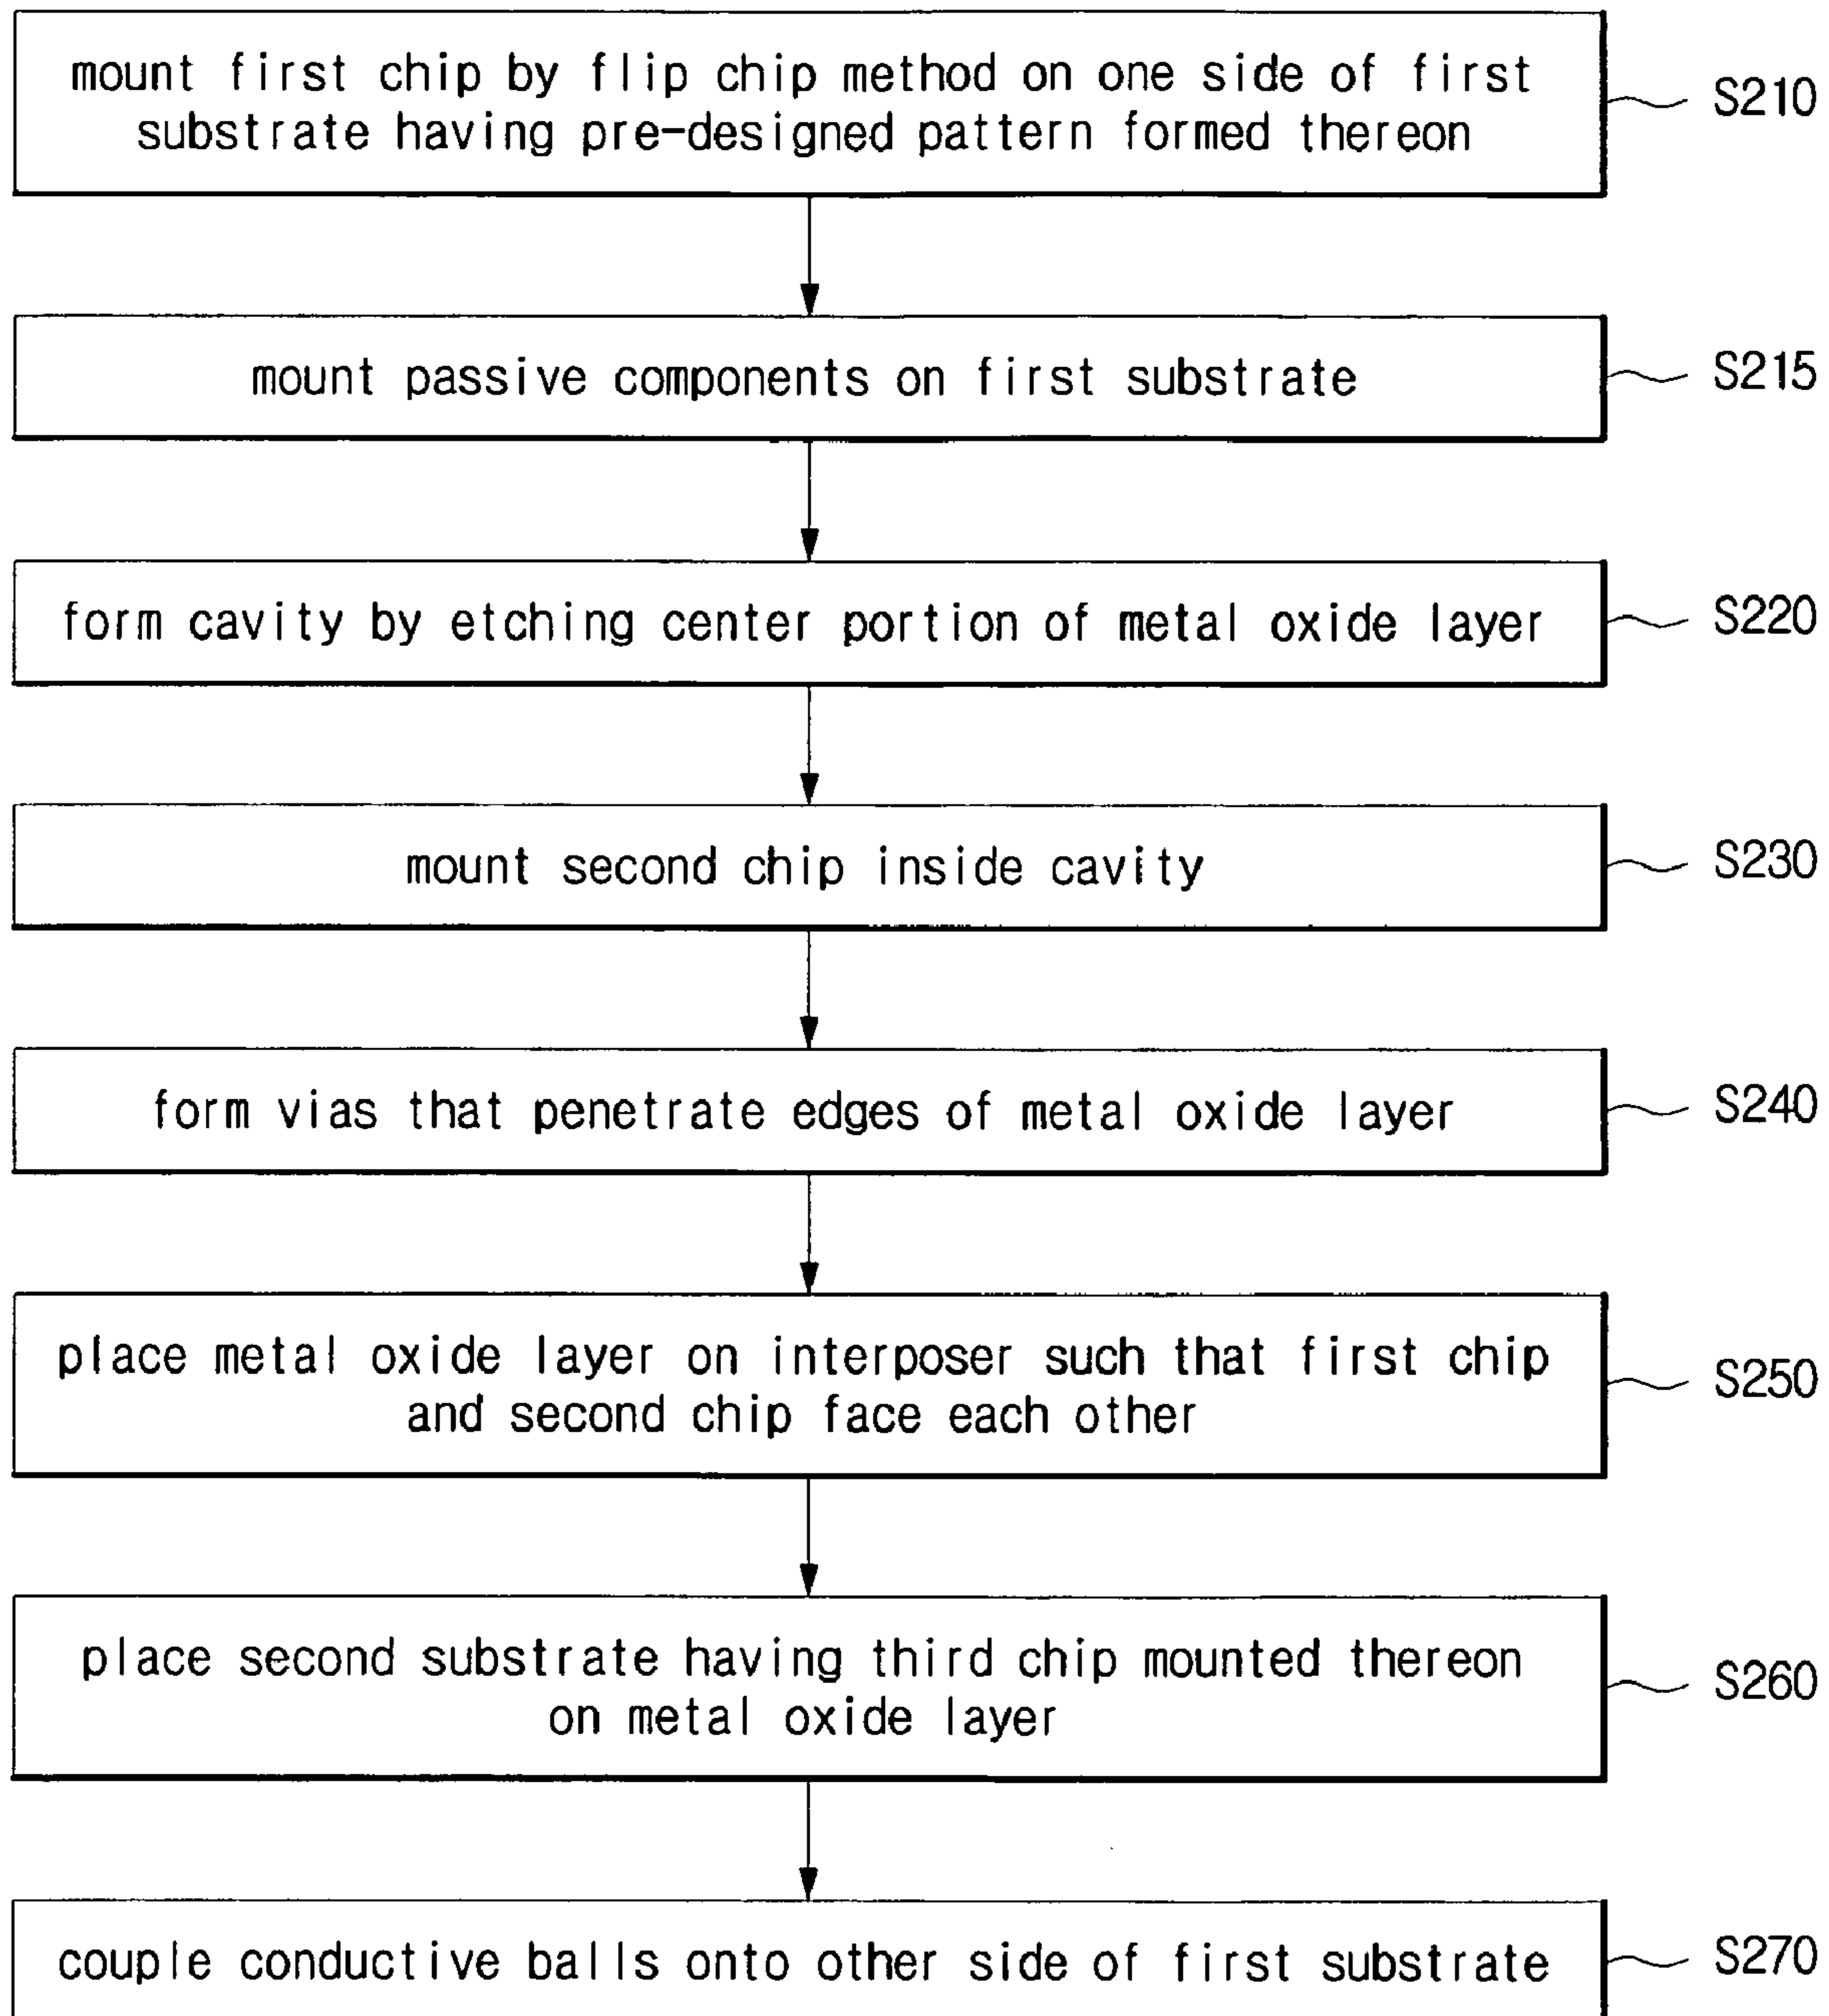 mount first chip by flip chip method on one side of first
substrate having pre-designed pattern formed thereon
S210
mount passive components on first substrate
S215
form cavity by etching center portion of metal oxide layer
S220
mount second chip inside cavity
S230
form vias that penetrate edges of metal oxide layer
S240
place metal oxide layer on interposer such that first chip
and second chip face each other
S250
place second substrate having third chip mounted thereon
on metal oxide layer
S260
couple conductive balls onto other side of first substrate
S270